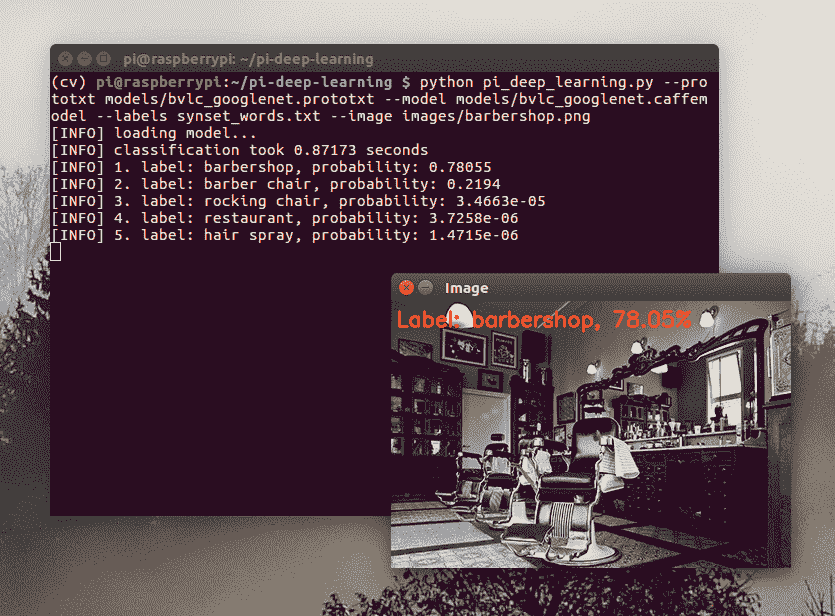 pi@raspberrypi: ~/pi-deep-learning
(cv) pi@raspberrypi:~/pi-deep-learning $ python pi_deep_learning.py --pro
totxt models/bvlc_googlenet.prototxt --model models/bvlc_googlenet.caffem
odel --labels synset_words.txt --image images/barbershop.png
[INFO] loading model...
[INFO] classification took 0.87173 seconds
[INFO] 1. label: barbershop, probability: 0.78055
[INFO] 2. label: barber chair, probability: 0.2194
[INFO] 3. label: rocking chair, probability: 3.4663e-05
[INFO] 4. label: restaurant, probability: 3.7258e-06
[INFO] 5. label: hair spray, probability: 1.4715e-06
Image
Label: barbershop, 78.05%